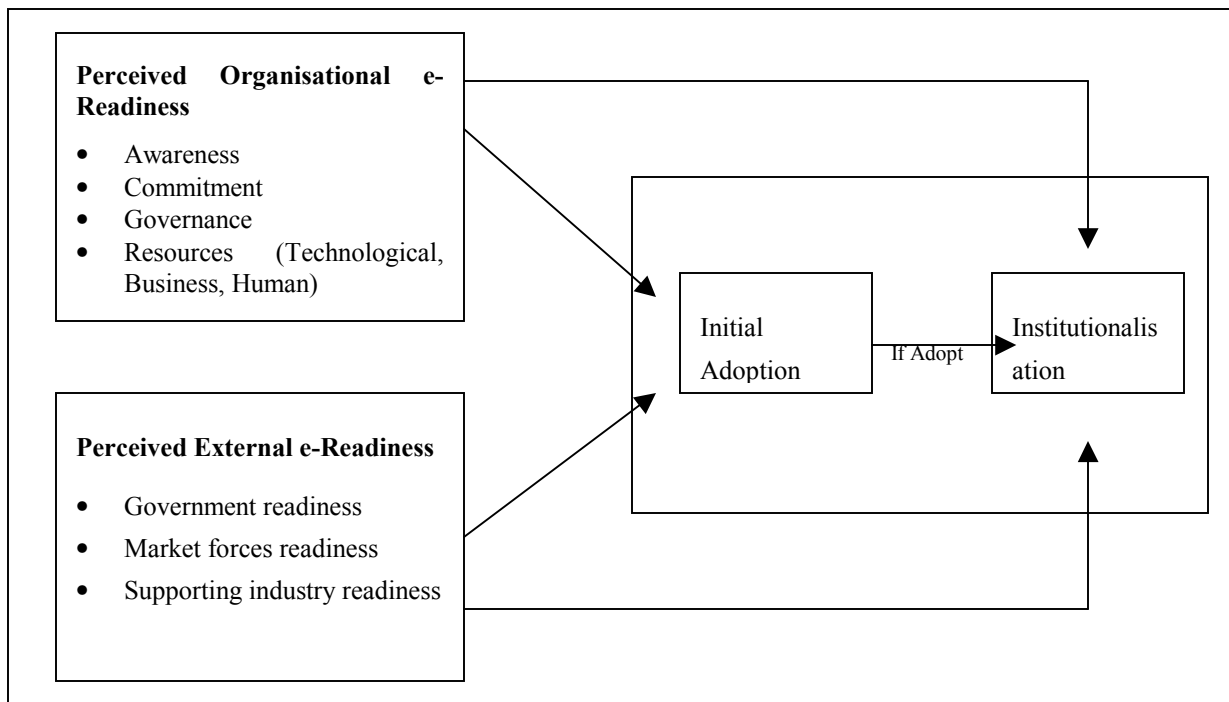 Perceived Organisational e-
Readiness
• Awareness
• Commitment
• Governance
• Resources (Technological,
Business, Human)
Perceived External e-Readiness
• Government readiness
• Market forces readiness
• Supporting industry readiness
Initial
Adoption
If Adopt
Institutionalis
ation